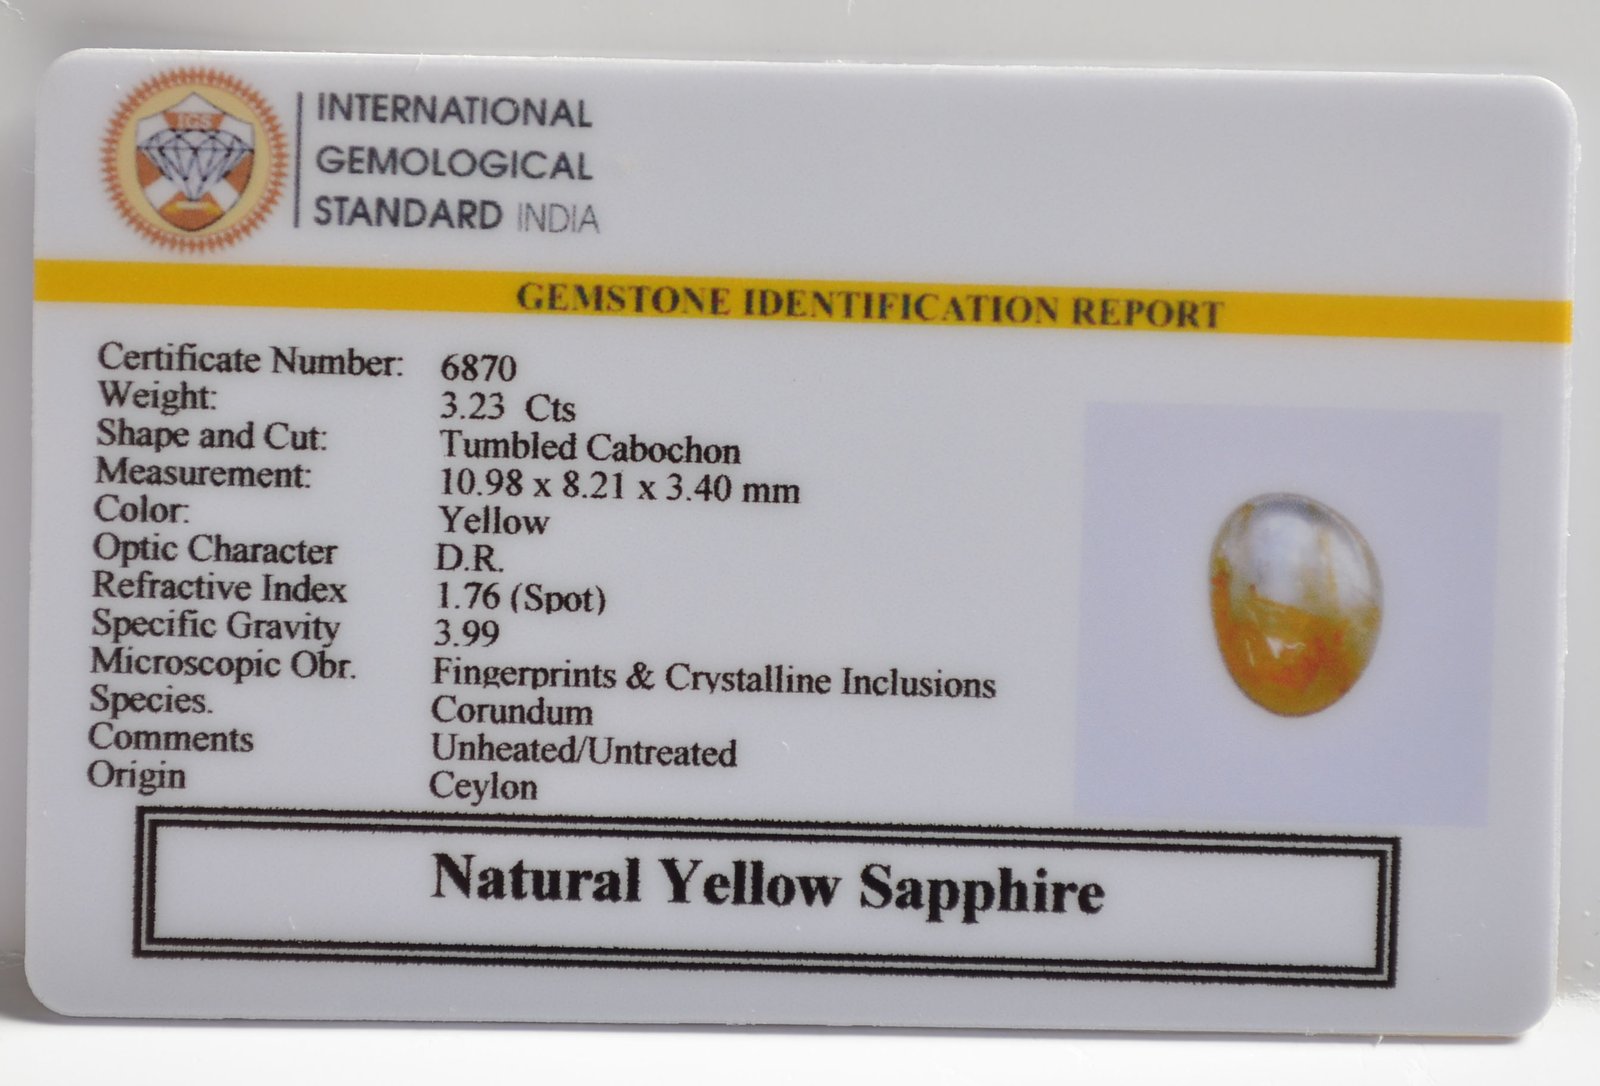 IGS
INTERNATIONAL
GEMOLOGICAL
STANDARD INDIA
GEMSTONE IDENTIFICATION REPORT
Certificate Number: 6870
Weight: 3.23 Cts
Shape and Cut: Tumbled Cabochon
Measurement: 10.98 x 8.21 x 3.40 mm
Color: Yellow
Optic Character D.R.
Refractive Index 1.76 (Spot)
Specific Gravity 3.99
Microscopic Obr. Fingerprints & Crystalline Inclusions
Species. Corundum
Comments Unheated/Untreated
Origin Ceylon
Natural Yellow Sapphire